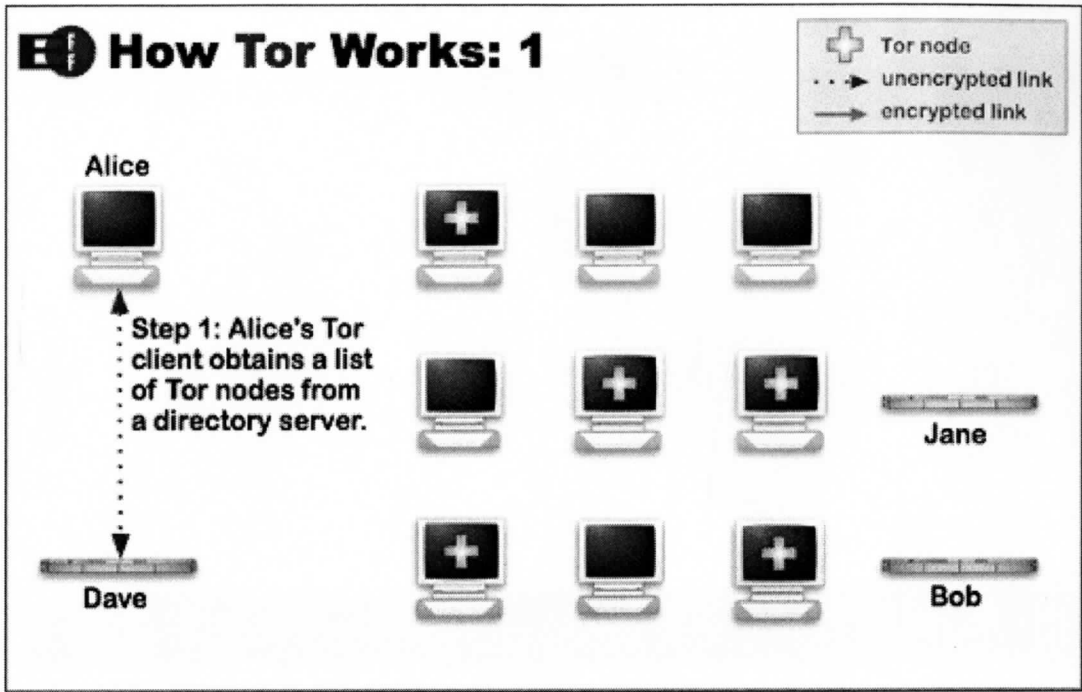 EFF How Tor Works: 1
Tor node
unencrypted link
encrypted link
Alice
Step 1: Alice's Tor
client obtains a list
of Tor nodes from
a directory server.
Jane
Dave
Bob